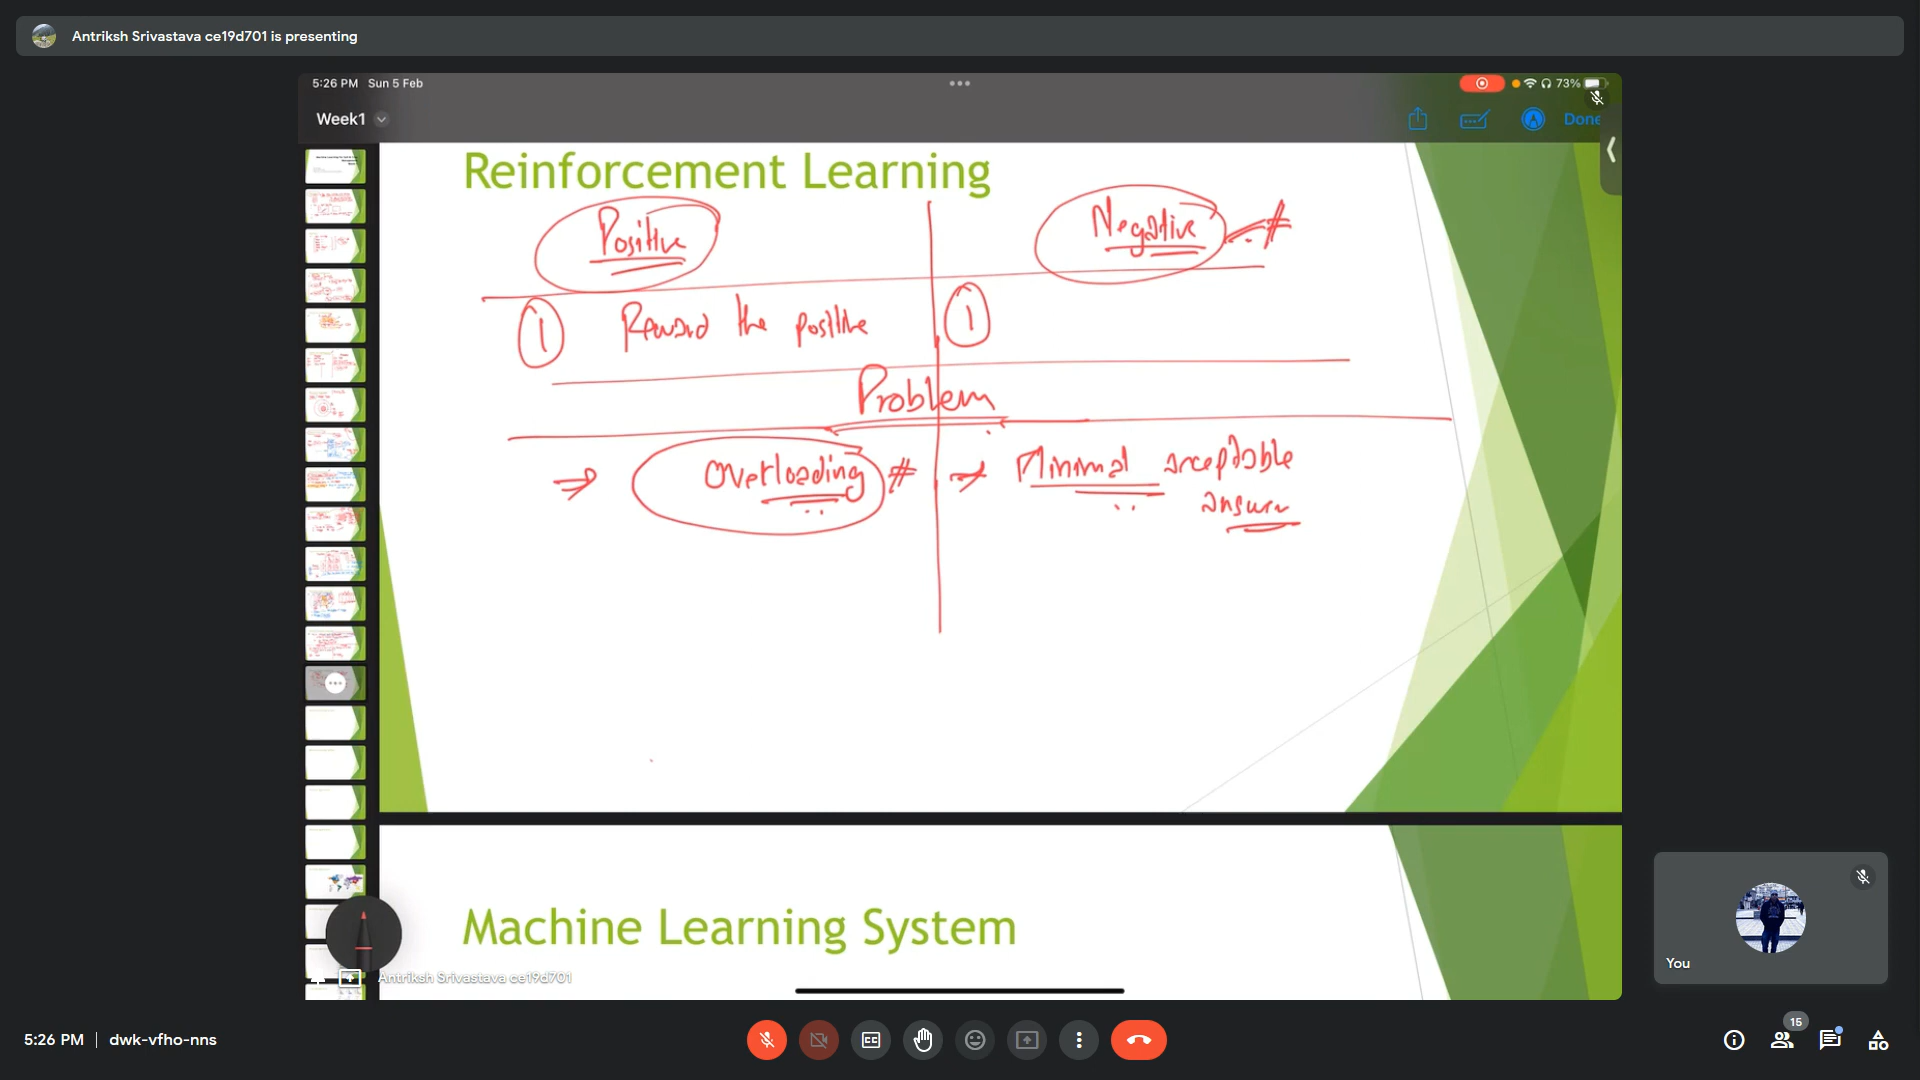 Antriksh Srivastava ce19d701 is presenting
5:26 PM Sun 5 Feb
73%
Week1
Done
Reinforcement Learning
Positive
Negative #
1 Reward the positive
1
Problem
⇒ Overloading #
→ Minimal acceptable
answer
Machine Learning System
Antriksh Srivastava ce19d701
You
5:26 PM | dwk-vfho-nns
CC
15